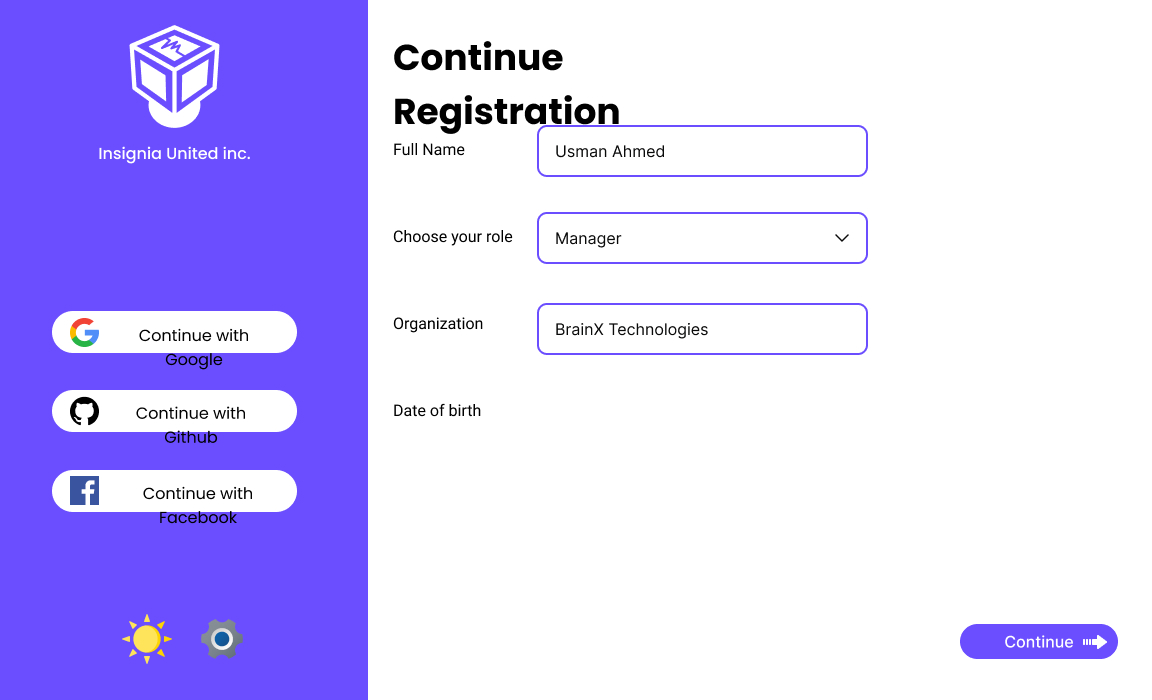 Insignia United inc.
Continue with
Google
Continue with
Github
Continue with
Facebook
Continue
Registration
Full Name
Usman Ahmed
Choose your role
Manager
Organization
BrainX Technologies
Date of birth
Continue